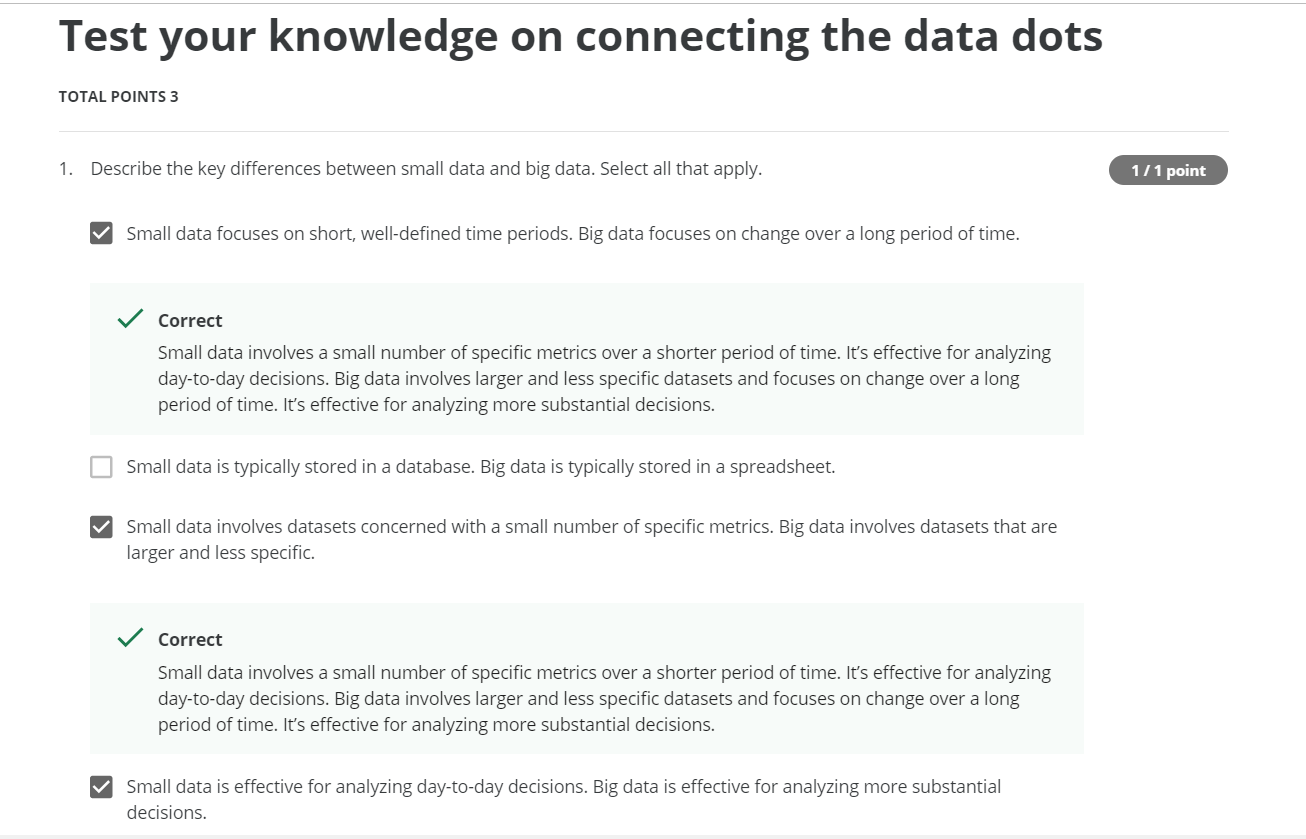 Test your knowledge on connecting the data dots
TOTAL POINTS 3
1. Describe the key differences between small data and big data. Select all that apply.
1 / 1 point
Small data focuses on short, well-defined time periods. Big data focuses on change over a long period of time.
Correct
Small data involves a small number of specific metrics over a shorter period of time. It’s effective for analyzing
day-to-day decisions. Big data involves larger and less specific datasets and focuses on change over a long
period of time. It’s effective for analyzing more substantial decisions.
Small data is typically stored in a database. Big data is typically stored in a spreadsheet.
Small data involves datasets concerned with a small number of specific metrics. Big data involves datasets that are
larger and less specific.
Correct
Small data involves a small number of specific metrics over a shorter period of time. It’s effective for analyzing
day-to-day decisions. Big data involves larger and less specific datasets and focuses on change over a long
period of time. It’s effective for analyzing more substantial decisions.
Small data is effective for analyzing day-to-day decisions. Big data is effective for analyzing more substantial
decisions.